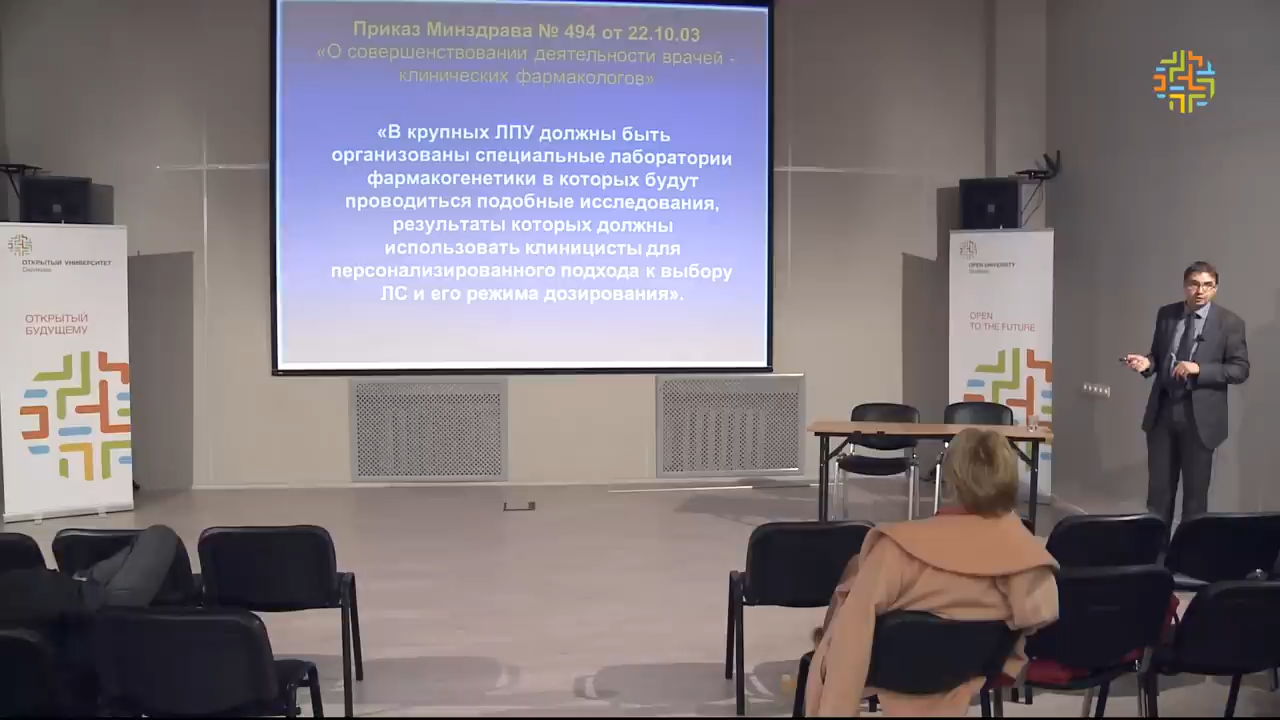 Приказ Минздрава № 494 от 22.10.03
«О совершенствовании деятельности врачей -
клинических фармакологов»
«В крупных ЛПУ должны быть
организованы специальные лаборатории
фармакогенетики в которых будут
проводиться подобные исследования,
результаты которых должны
использовать клиницисты для
персонализированного подхода к выбору
ЛС и его режима дозирования».
ОТКРЫТЫЙ УНИВЕРСИТЕТ
Сколково
ОТКРЫТЫЙ
БУДУЩЕМУ
OPEN UNIVERSITY
Skolkovo
OPEN
TO THE FUTURE